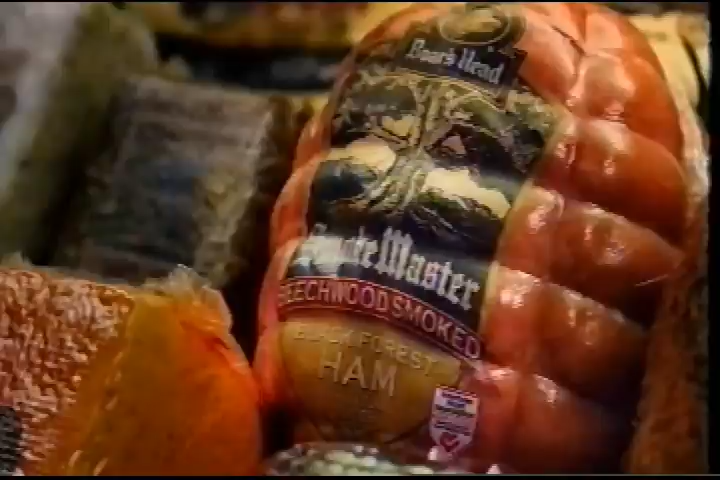 Boar's Head
SmokeMaster
BEECHWOOD SMOKED
BLACK FOREST
HAM